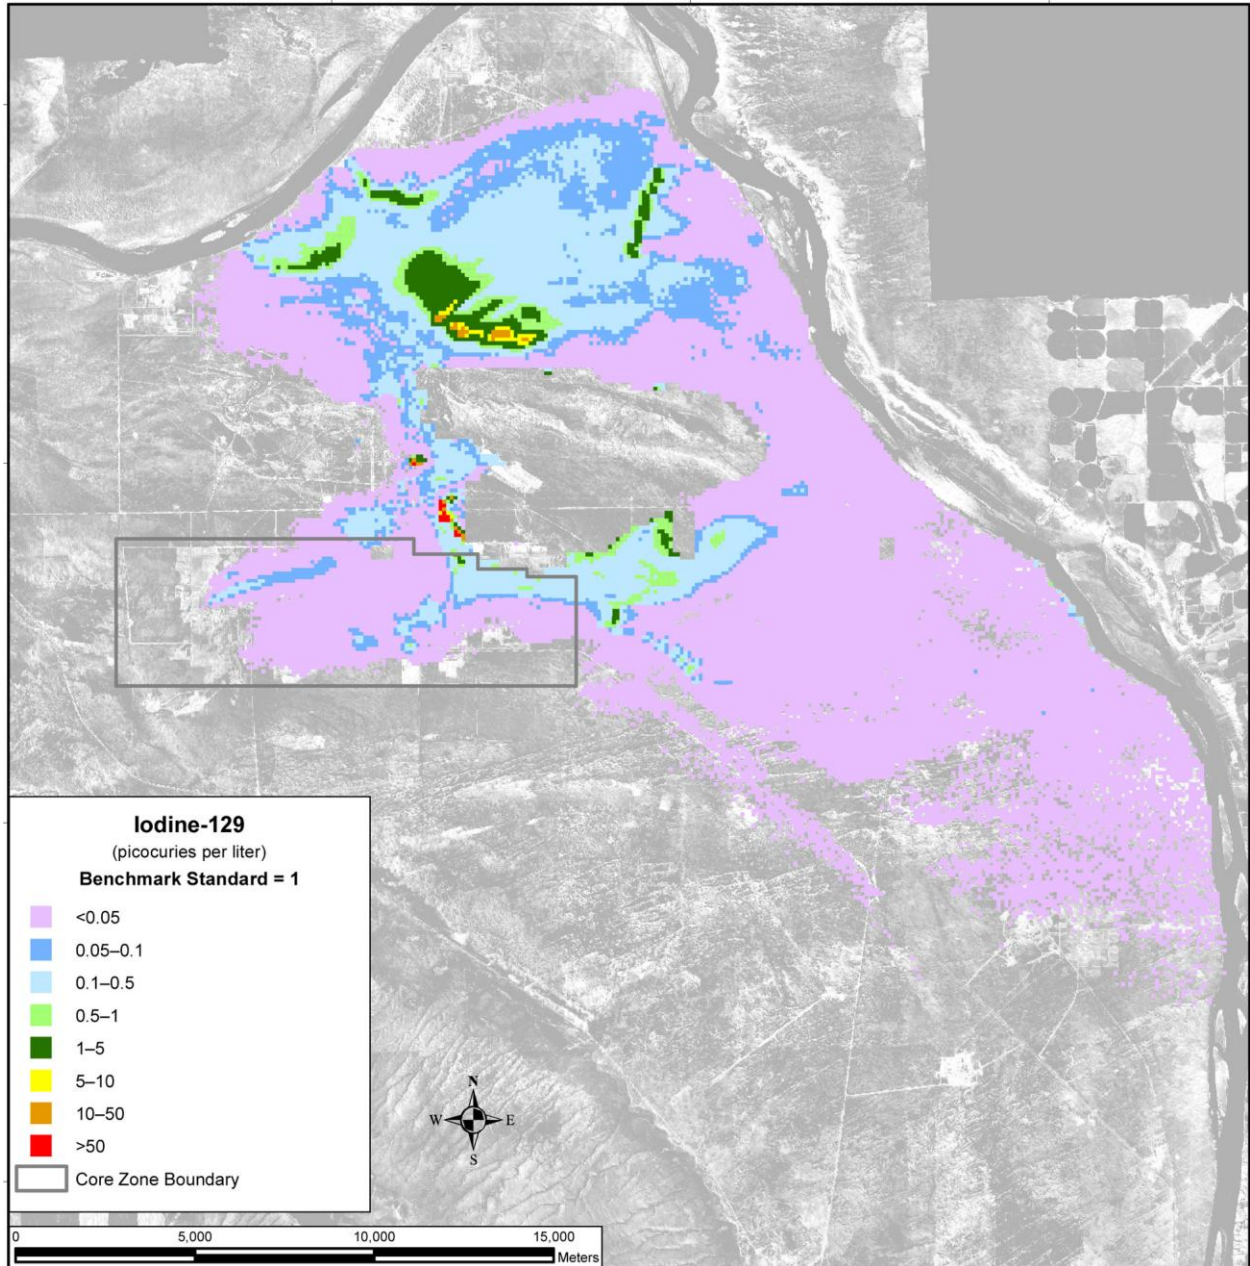 Iodine-129
(picocuries per liter)
Benchmark Standard = 1
<0.05
0.05–0.1
0.1–0.5
0.5–1
1–5
5–10
10–50
>50
Core Zone Boundary
N
W E
S
0 5,000 10,000 15,000
Meters